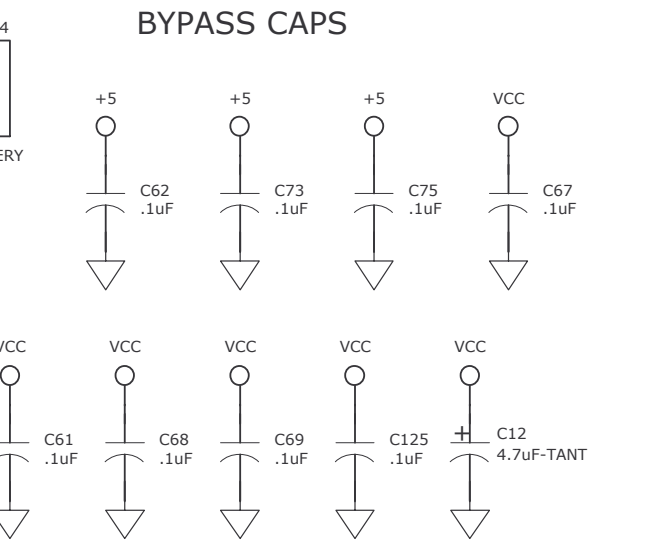 4
BYPASS CAPS
+5
+5
+5
VCC
ERY
C62
.1uF
C73
.1uF
C75
.1uF
C67
.1uF
VCC
VCC
VCC
VCC
VCC
C61
.1uF
C68
.1uF
C69
.1uF
C125
.1uF
+
C12
4.7uF-TANT